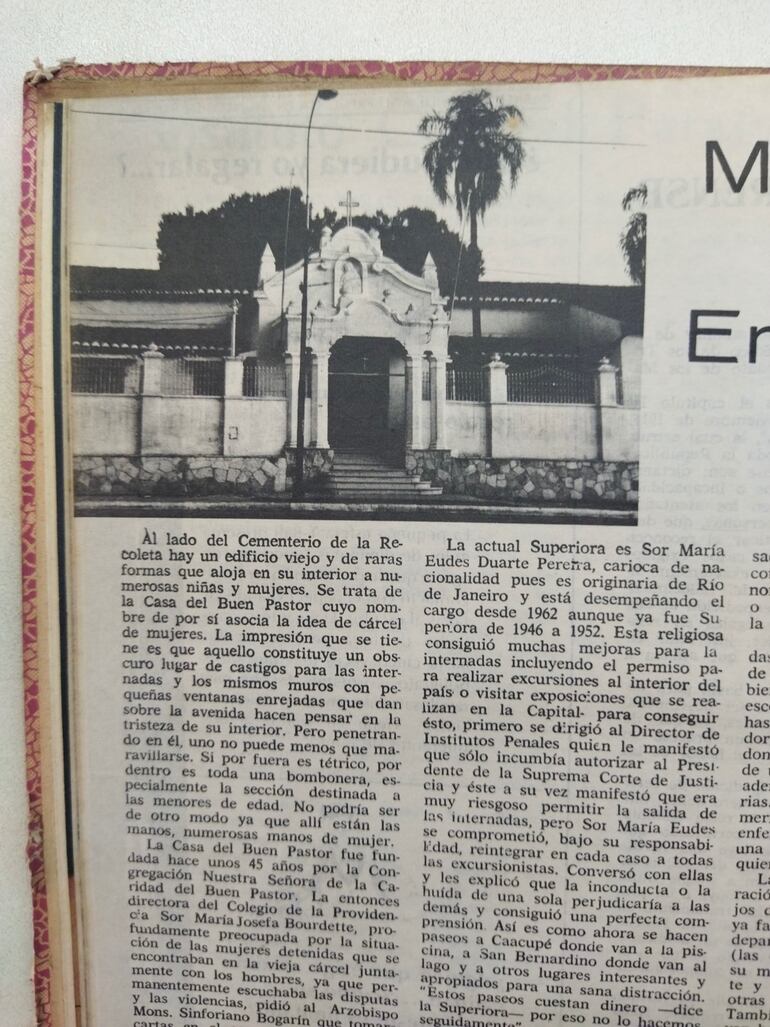 M
En
Al lado del Cementerio de la Re-
coleta hay un edificio viejo y de raras
formas que aloja en su interior a nu-
merosas niñas y mujeres. Se trata de
la Casa del Buen Pastor cuyo nom-
bre de por sí asocia la idea de cárcel
de mujeres. La impresión que se tie-
ne es que aquello constituye un obs-
curo lugar de castigos para las inter-
nadas y los mismos muros con pe-
queñas ventanas enrejadas que dan
sobre la avenida hacen pensar en la
tristeza de su interior. Pero penetran-
do en él, uno no puede menos que ma-
ravillarse. Si por fuera es tétrico, por
dentro es toda una bombonera, es-
pecialmente la sección destinada a
las menores de edad. No podría ser
de otro modo ya que allí están las
manos, numerosas manos de mujer.
La Casa del Buen Pastor fue fun-
dada hace unos 45 años por la Con-
gregación Nuestra Señora de la Ca-
ridad del Buen Pastor. La entonces
directora del Colegio de la Providen-
cia Sor María Josefa Bourdette, pro-
fundamente preocupada por la situa-
ción de las mujeres detenidas que se
encontraban en la vieja cárcel junta-
mente con los hombres, ya que per-
manentemente escuchaba las disputas
y las violencias, pidió al Arzobispo
Mons. Sinforiano Bogarín que tomara
cartas en el
La actual Superiora es Sor María
Eudes Duarte Pereira, carioca de na-
cionalidad pues es originaria de Río
de Janeiro y está desempeñando el
cargo desde 1962 aunque ya fue Su
periora de 1946 a 1952. Esta religiosa
consiguió muchas mejoras para la
internadas incluyendo el permiso pa-
ra realizar excursiones al interior del
país o visitar exposiciones que se rea-
lizan en la Capital- para conseguir
ésto, primero se dirigió al Director de
Institutos Penales quien le manifestó
que sólo incumbía autorizar al Presi-
dente de la Suprema Corte de Justi-
cia y éste a su vez manifestó que era
muy riesgoso permitir la salida de
las internadas, pero Sor María Eudes
se comprometió, bajo su responsabi-
lidad, reintegrar en cada caso a todas
las excursionistas. Conversó con ellas
y les explicó que la inconducta o la
huída de una sola perjudicaría a las
demás y consiguió una perfecta com-
prensión. Así es como ahora se hacen
paseos a Caacupé donde van a la pis-
cina, a San Bernardino donde van al
lago y a otros lugares interesantes y
apropiados para una sana distracción.
"Estos paseos cuestan dinero —dice
la Superiora— por eso no lo hacemos
seguidamente"